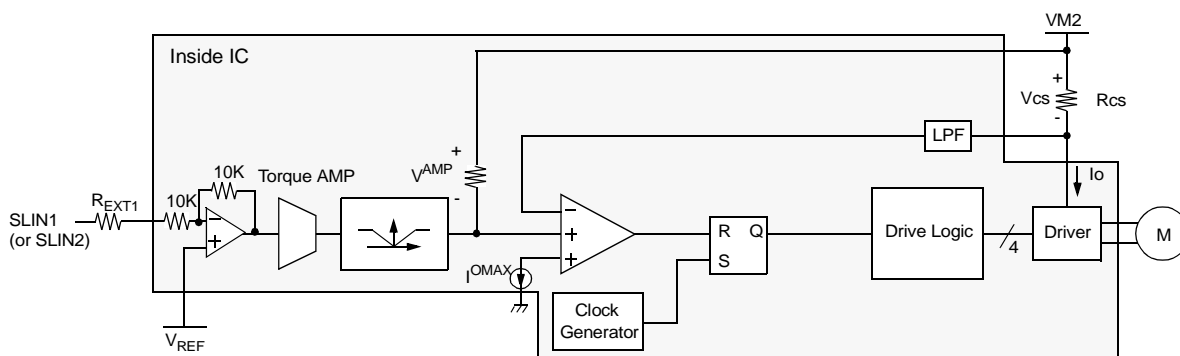 VM2
Inside IC
+
Vcs
Rcs
-
LPF
+
V^AMP
-
10K
Torque AMP
Io
R_EXT1
10K
SLIN1
(or SLIN2)
-
+
-
+
+
R Q
S
Drive Logic
4
Driver
M
I^OMAX
Clock
Generator
V_REF